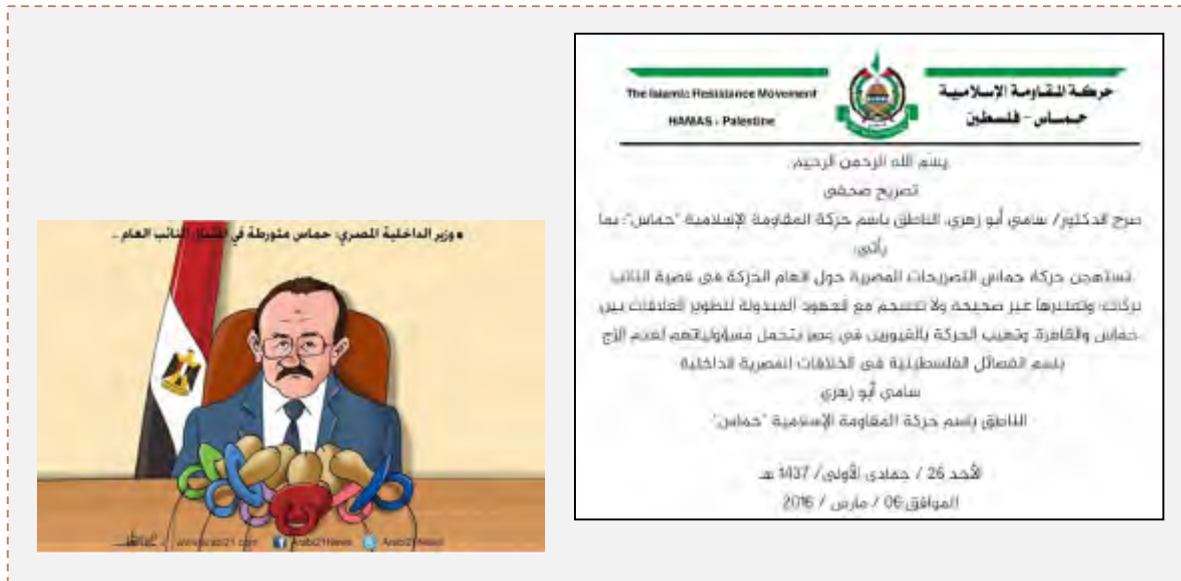 • وزير الداخلية المصري: حماس متورطة في اغتيال النائب العام ..
www.arabi21.com Arabi21News Arabi21News
The Islamic Resistance Movement
HAMAS - Palestine
حركة المقاومة الإسلامية
حماس - فلسطين
بسم الله الرحمن الرحيم
تصريح صحفي
صرح الدكتور/ سامي أبو زهري، الناطق باسم حركة المقاومة الإسلامية "حماس"؛ بما
يأتي:
تستهجن حركة حماس التصريحات المصرية حول اتهام الحركة في قضية النائب
بركات، وتعتبرها غير صحيحة ولا تنسجم مع الجهود المبذولة لتطوير العلاقات بين
حماس والقاهرة، وتهيب الحركة بالغيورين في مصر بتحمل مسؤولياتهم لعدم الزج
باسم الفصائل الفلسطينية في الخلافات المصرية الداخلية
سامي أبو زهري
الناطق باسم حركة المقاومة الإسلامية "حماس"
الأحد 26 / جمادى الأولى/ 1437 هـ
الموافق 06 / مارس / 2016